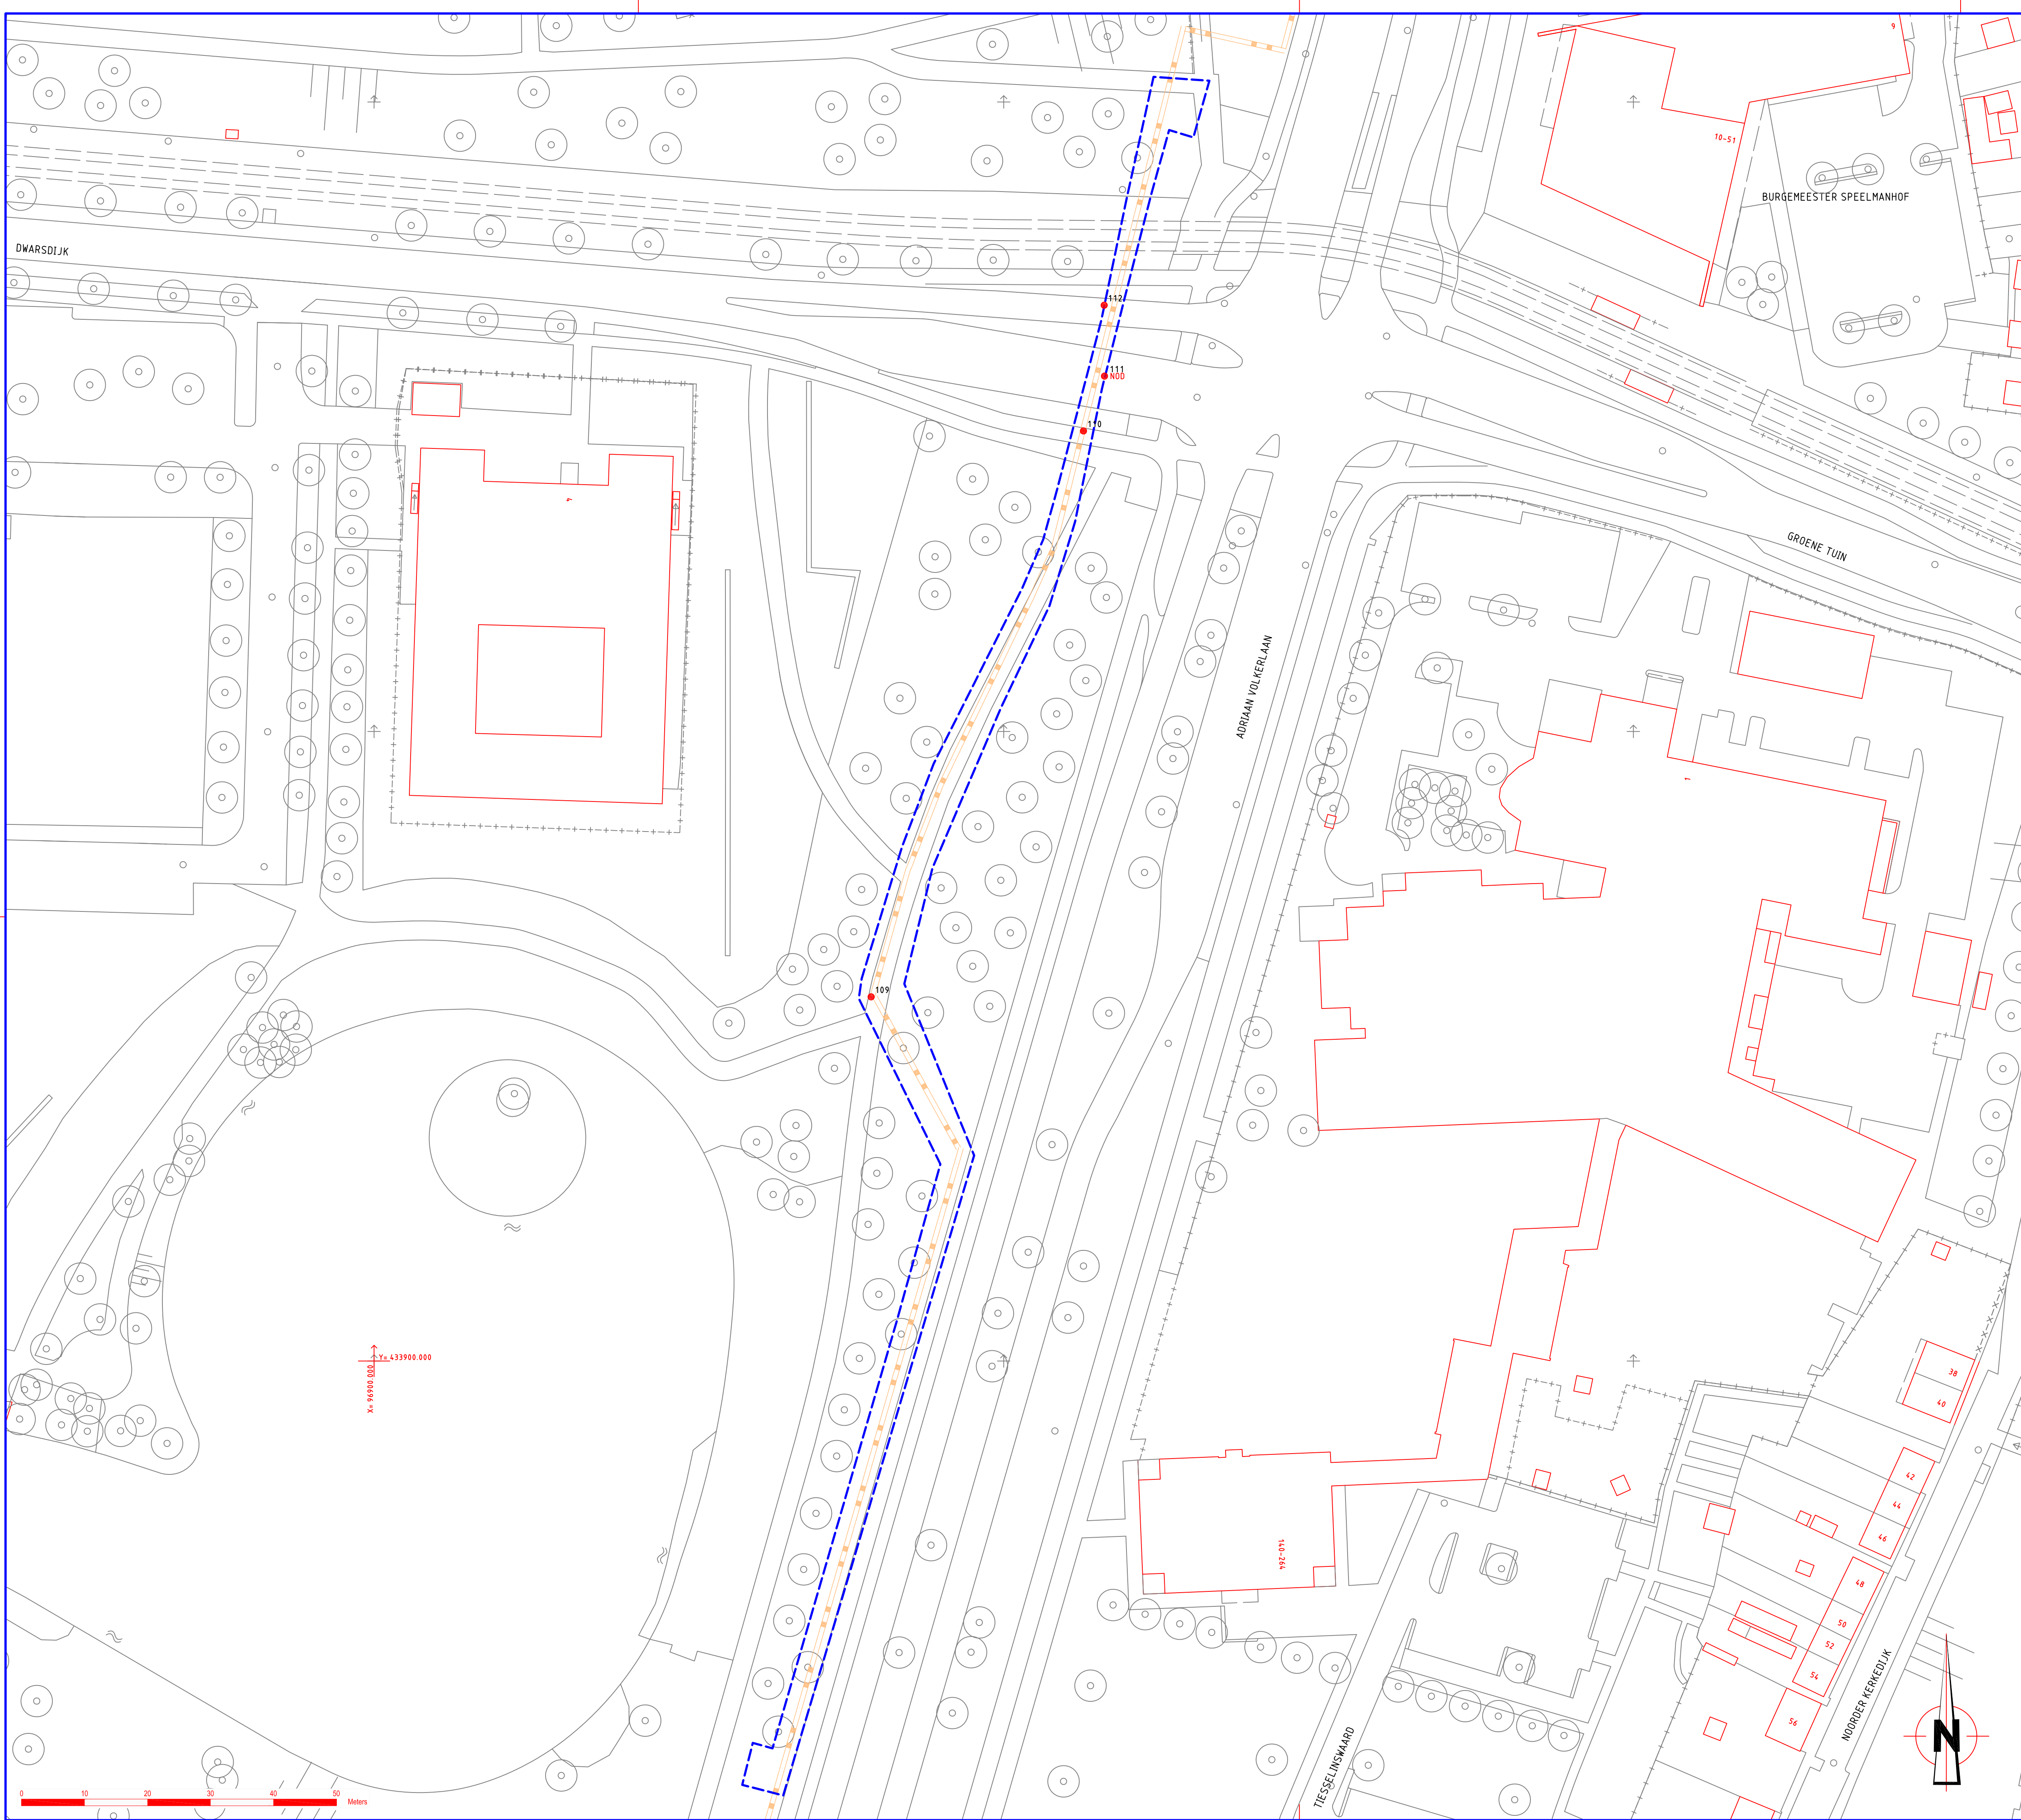 9
10-51
BURGEMEESTER SPEELMANHOF
DWARSDIJK
112
111
NOD
110
4
GROENE TUIN
ADRIAAN VOLKERLAAN
1
109
Y= 433900.000
X= 96900.000
38
40
42
44
46
140-264
48
50
52
54
56
NOORDER KERKEDIJK
TIESSELINSWAARD
N
0 10 20 30 40 50
Meters